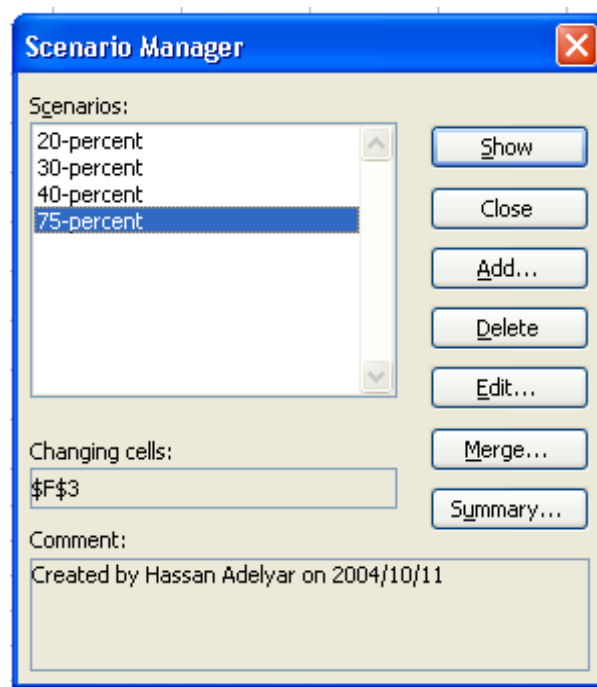 Scenario Manager
Scenarios:
20-percent
30-percent
40-percent
75-percent
Show
Close
Add...
Delete
Edit...
Merge...
Summary...
Changing cells:
$F$3
Comment:
Created by Hassan Adelyar on 2004/10/11